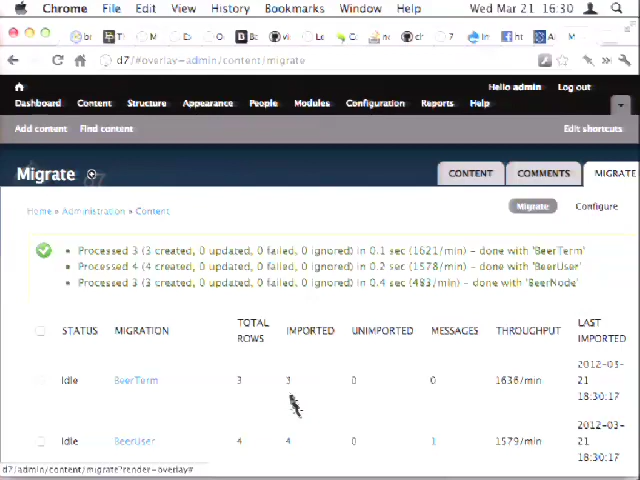 Chrome File Edit View History Bookmarks Window Help Wed Mar 21 16:30
d7/#overlay=admin/content/migrate
Hello admin Log out
Dashboard Content Structure Appearance People Modules Configuration Reports Help
Add content Find content Edit shortcuts
Migrate CONTENT COMMENTS MIGRATE
Home » Administration » Content Migrate Configure
Processed 3 (3 created, 0 updated, 0 failed, 0 ignored) in 0.1 sec (1621/min) - done with 'BeerTerm'
Processed 4 (4 created, 0 updated, 0 failed, 0 ignored) in 0.2 sec (1578/min) - done with 'BeerUser'
Processed 3 (3 created, 0 updated, 0 failed, 0 ignored) in 0.4 sec (483/min) - done with 'BeerNode'
STATUS MIGRATION TOTAL ROWS IMPORTED UNIMPORTED MESSAGES THROUGHPUT LAST IMPORTED
Idle BeerTerm 3 3 0 0 1636/min 2012-03-21 18:30:17
Idle BeerUser 4 4 0 1 1579/min 2012-03-21 18:30:17
d7/admin/content/migrate?render=overlay#